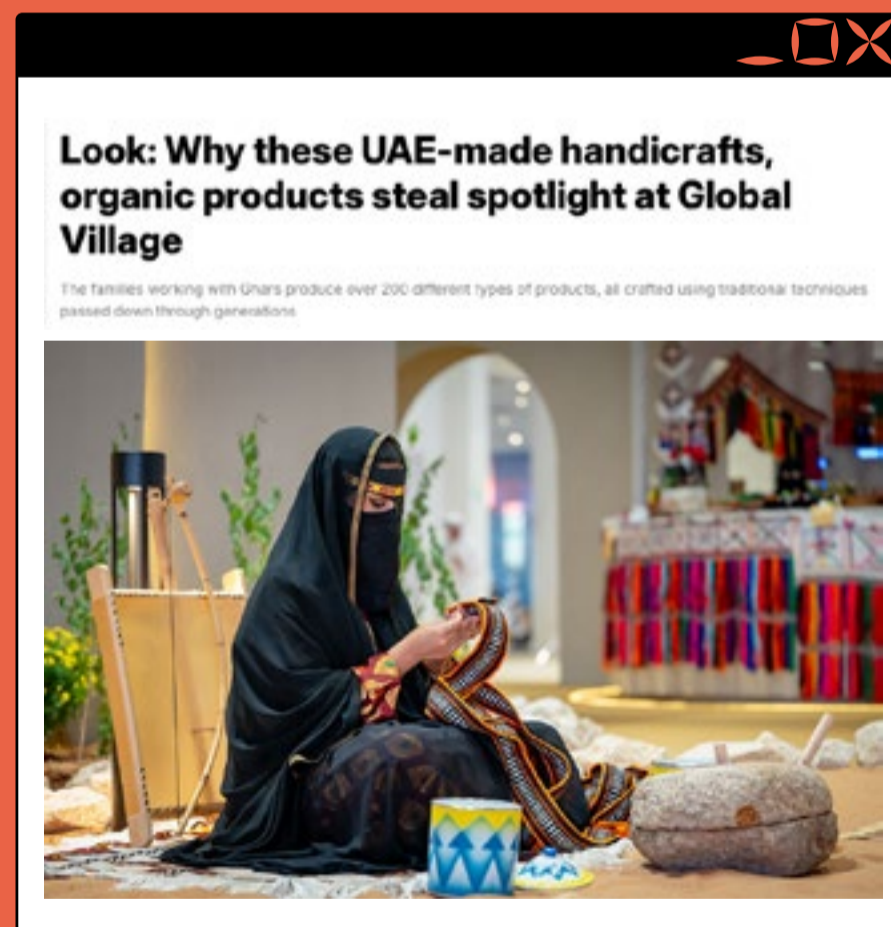 Look: Why these UAE-made handicrafts,
organic products steal spotlight at Global
Village
The families working with Ghars produce over 200 different types of products, all crafted using traditional techniques
passed down through generations